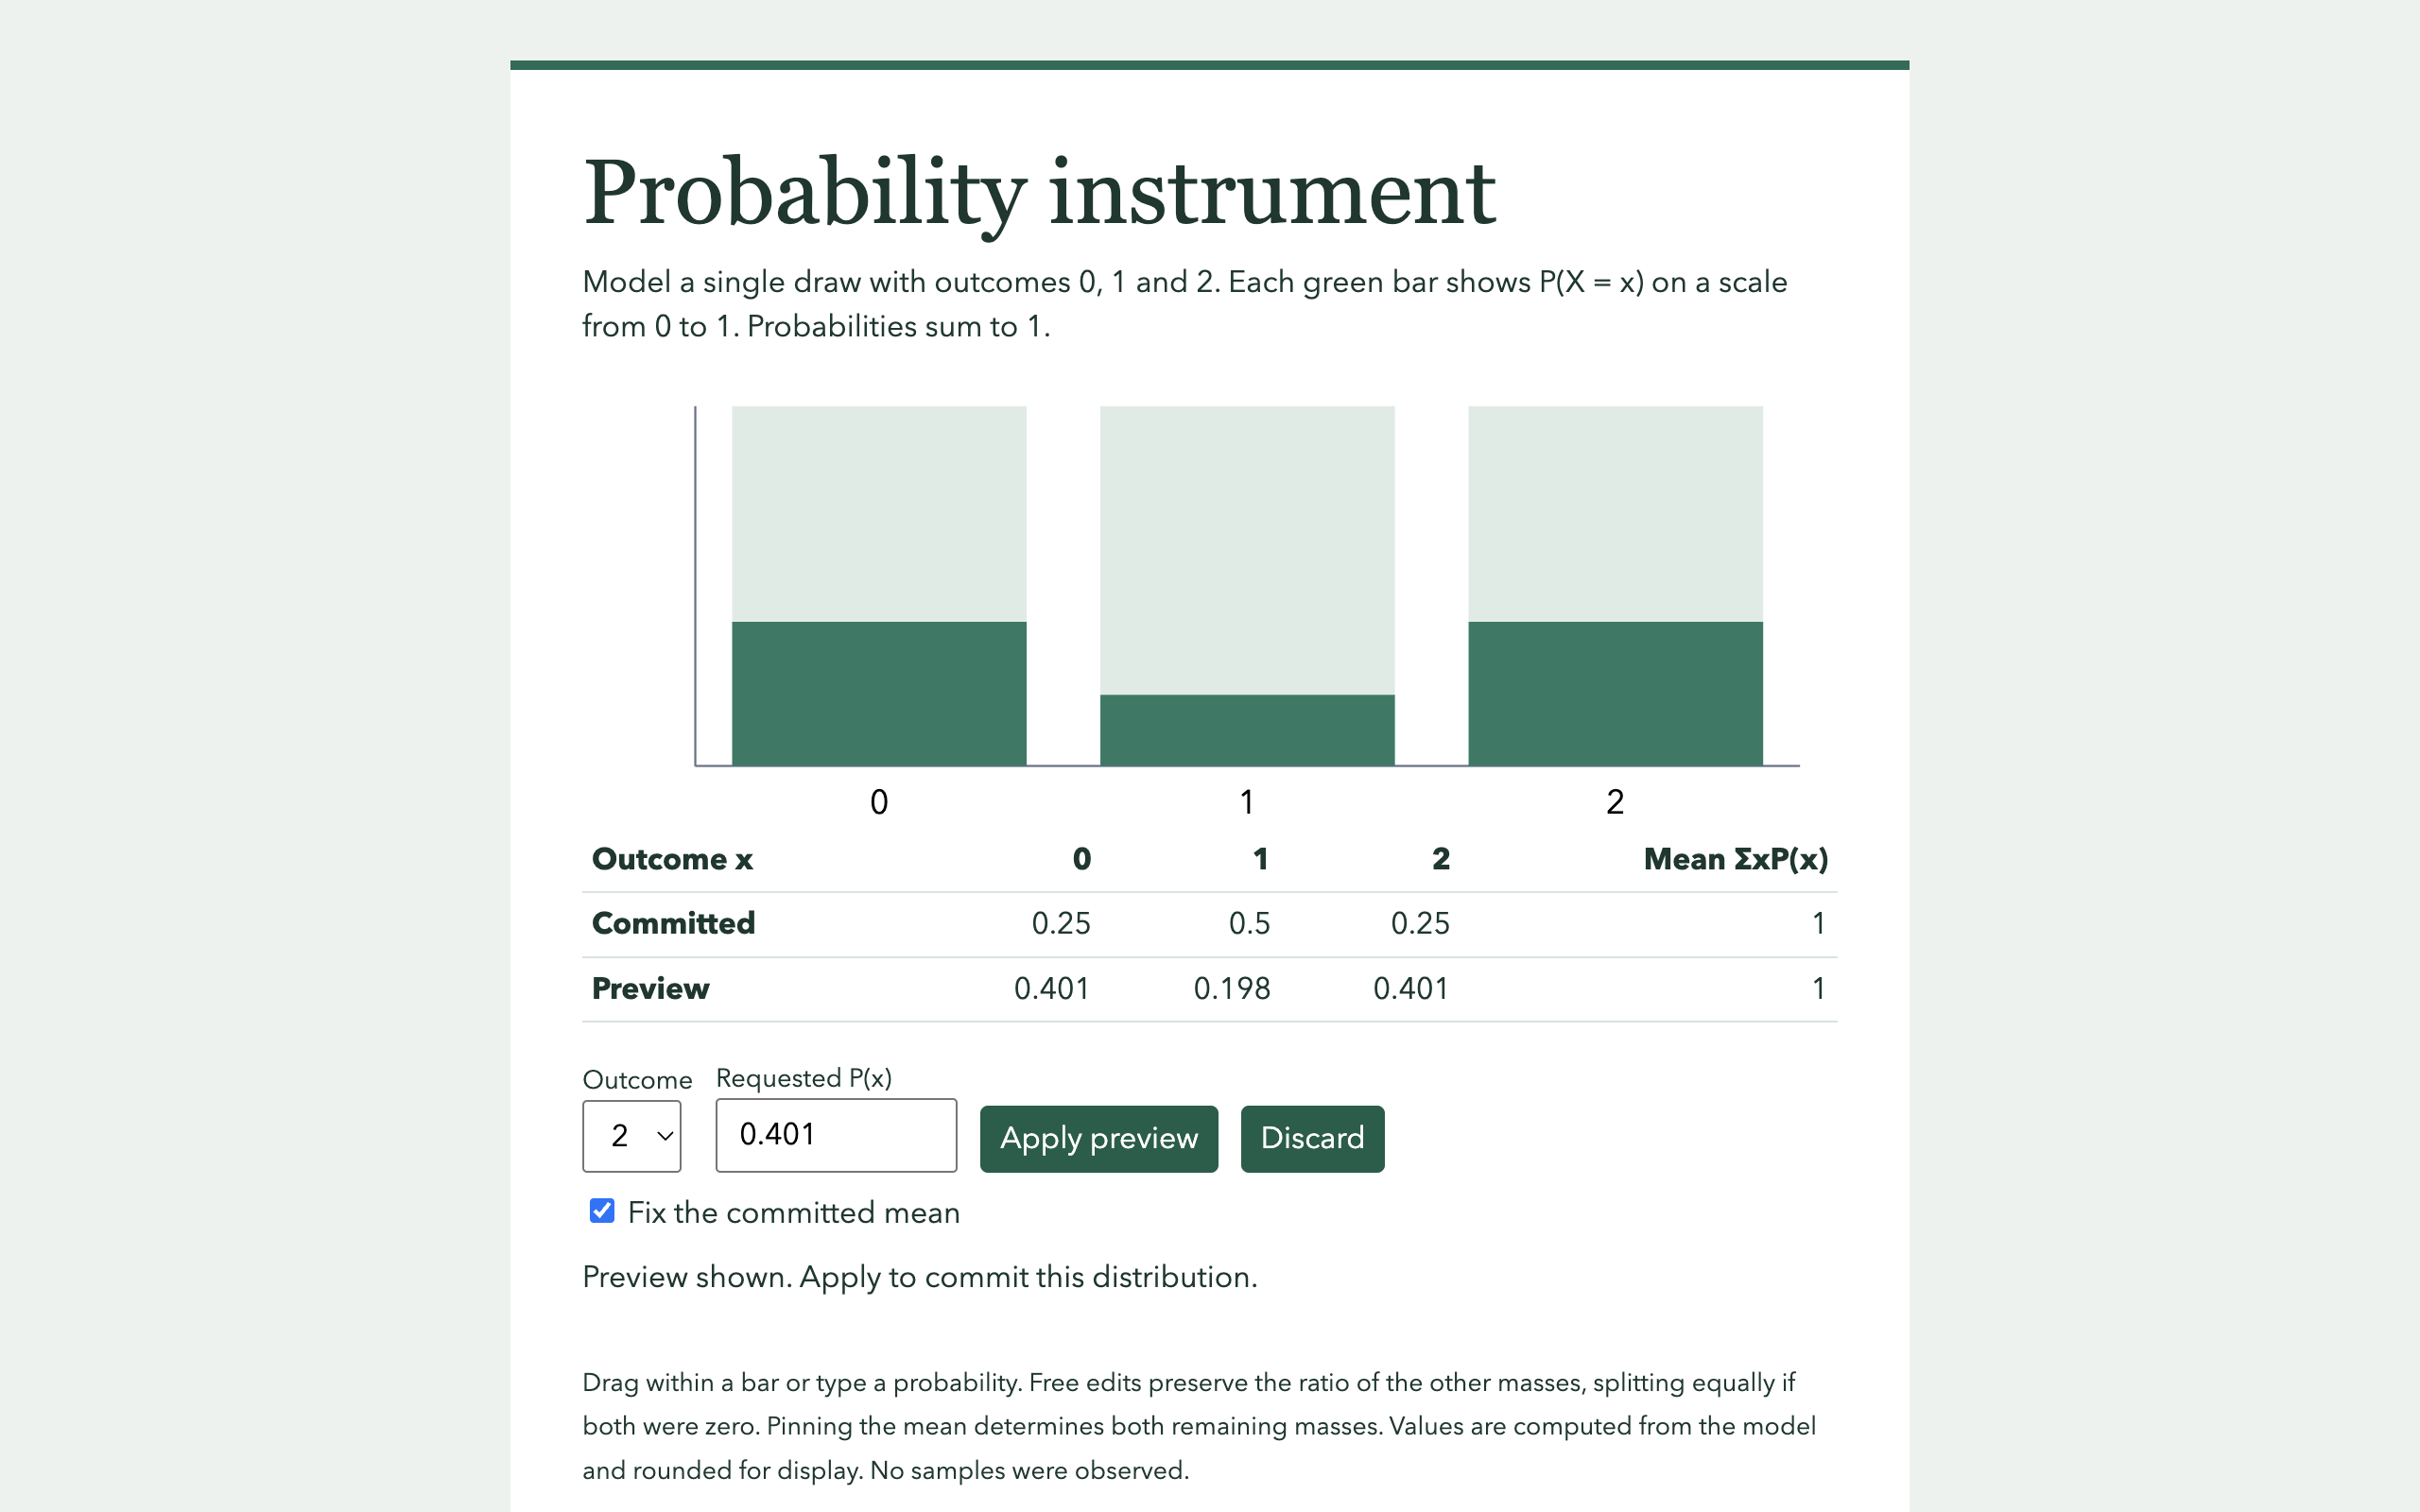 Probability instrument
Model a single draw with outcomes 0, 1 and 2. Each green bar shows P(X = x) on a scale
from 0 to 1. Probabilities sum to 1.
0 1 2
Outcome x 0 1 2 Mean ΣxP(x)
Committed 0.25 0.5 0.25 1
Preview 0.401 0.198 0.401 1
Outcome Requested P(x)
2 0.401 Apply preview Discard
Fix the committed mean
Preview shown. Apply to commit this distribution.
Drag within a bar or type a probability. Free edits preserve the ratio of the other masses, splitting equally if
both were zero. Pinning the mean determines both remaining masses. Values are computed from the model
and rounded for display. No samples were observed.